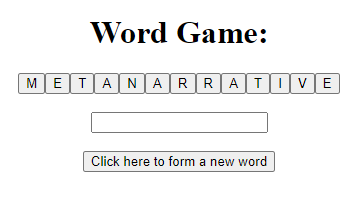 Word Game:
M E T A N A R R A T I V E
Click here to form a new word